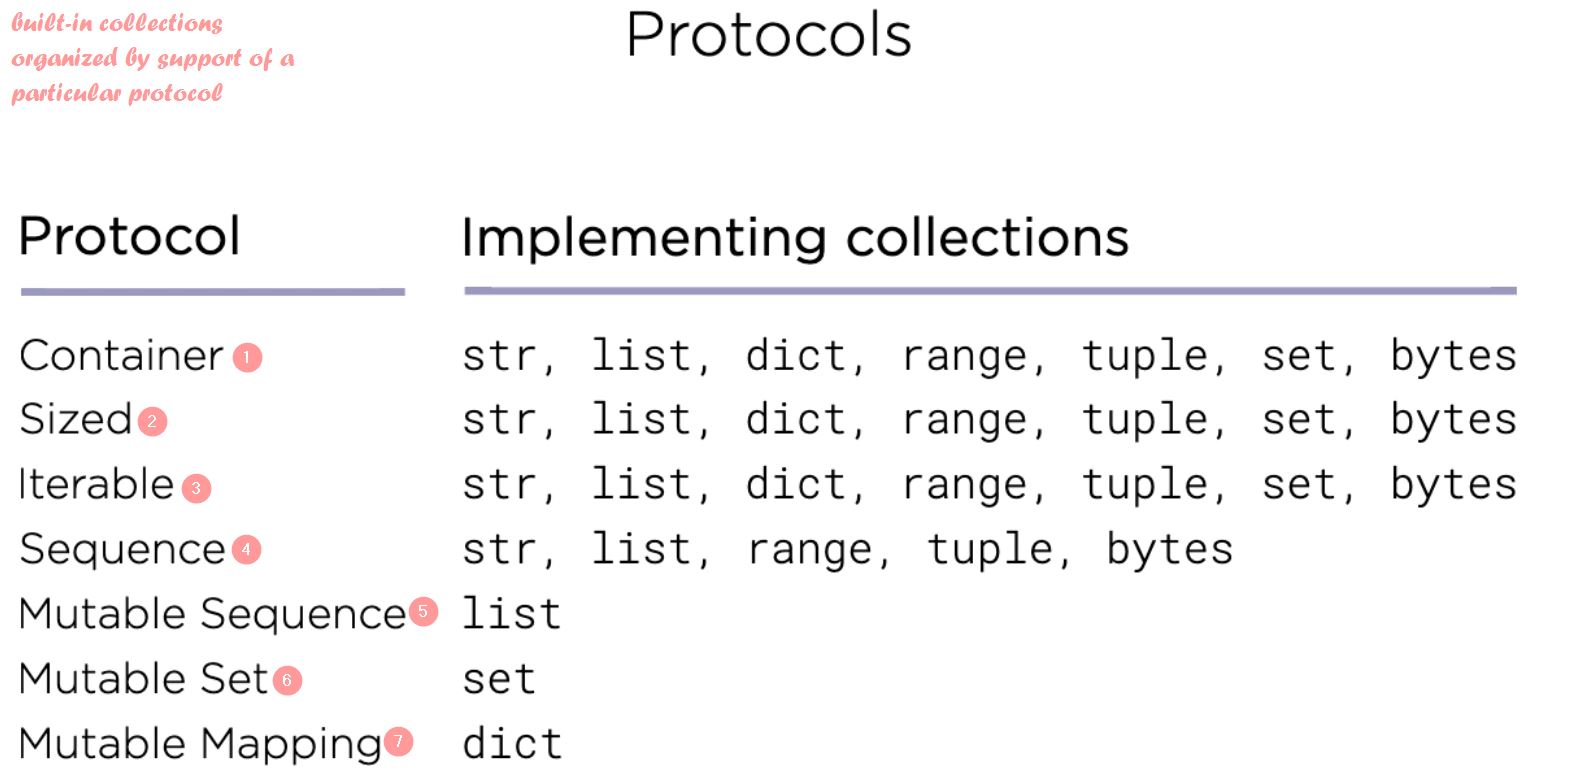 built-in collections
organized by support of a
particular protocol
Protocols
Protocol Implementing collections
Container 1 str, list, dict, range, tuple, set, bytes
Sized 2 str, list, dict, range, tuple, set, bytes
Iterable 3 str, list, dict, range, tuple, set, bytes
Sequence 4 str, list, range, tuple, bytes
Mutable Sequence 5 list
Mutable Set 6 set
Mutable Mapping 7 dict